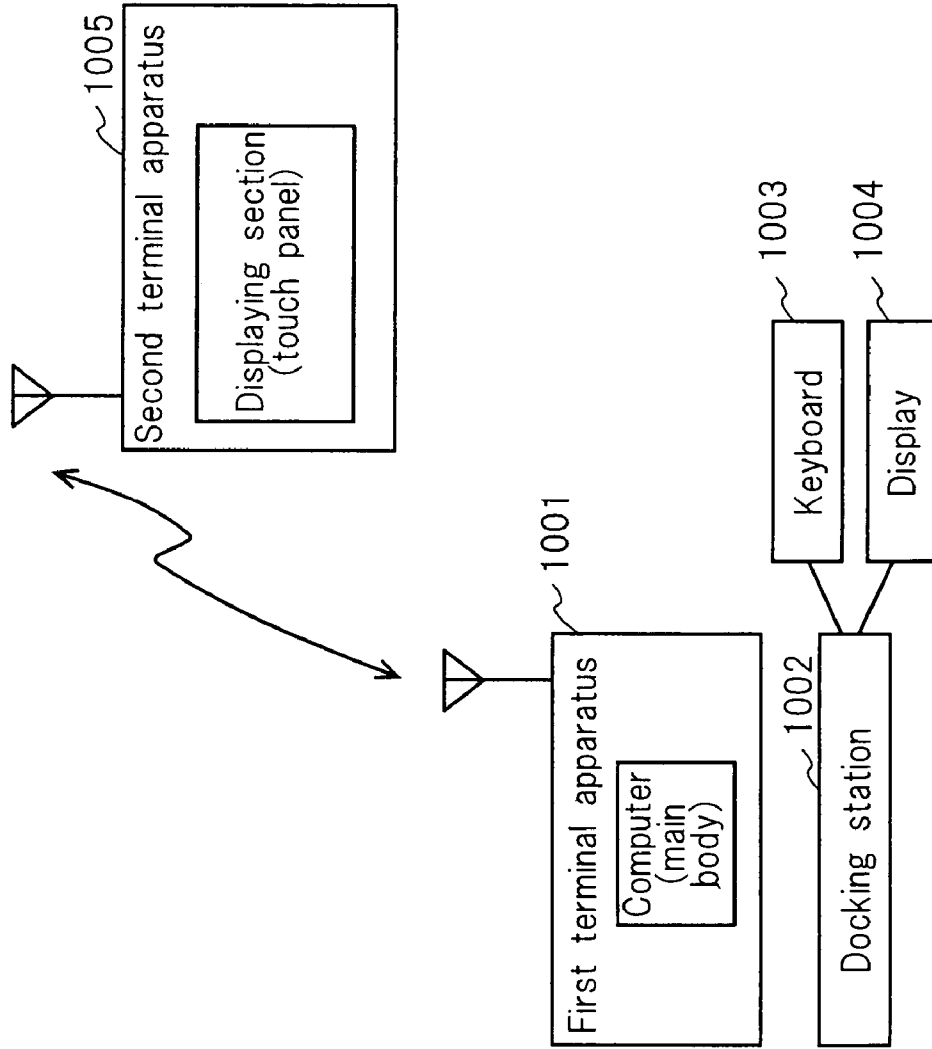 Second terminal apparatus
1005
Displaying section
(touch panel)
First terminal apparatus
1001
Computer
(main
body)
1002
Docking station
Keyboard
1003
Display
1004